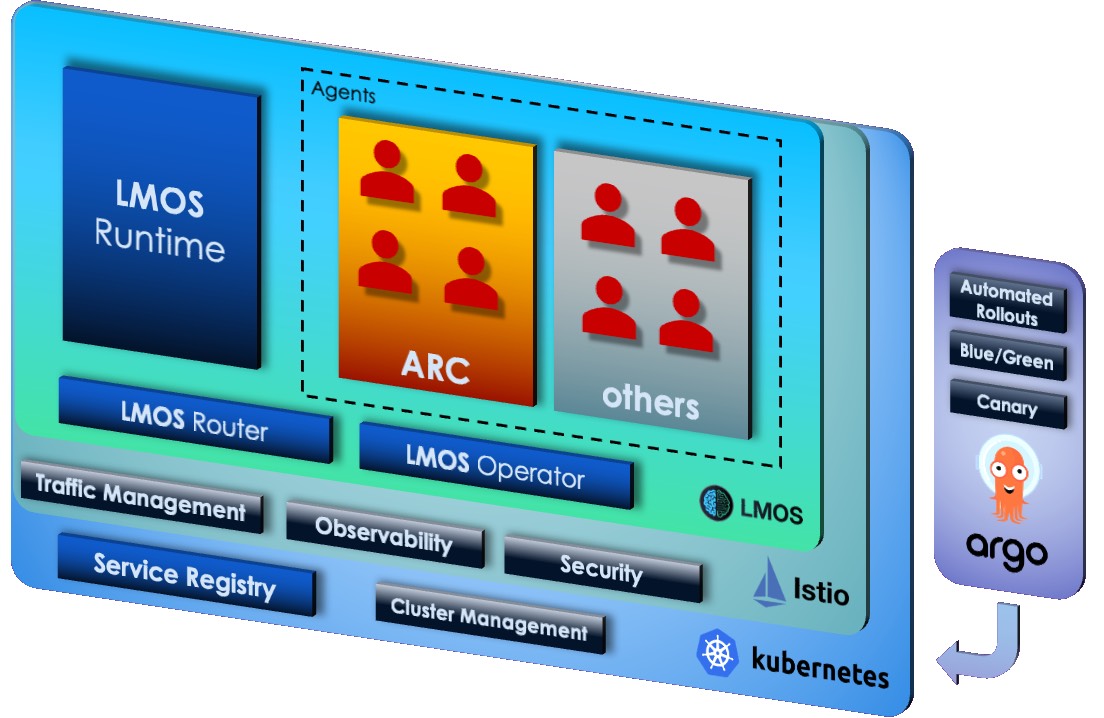 Agents
LMOS
Runtime
ARC
others
LMOS Router
LMOS Operator
LMOS
Traffic Management
Observability
Security
Istio
Service Registry
Cluster Management
kubernetes
Automated
Rollouts
Blue/Green
Canary
argo